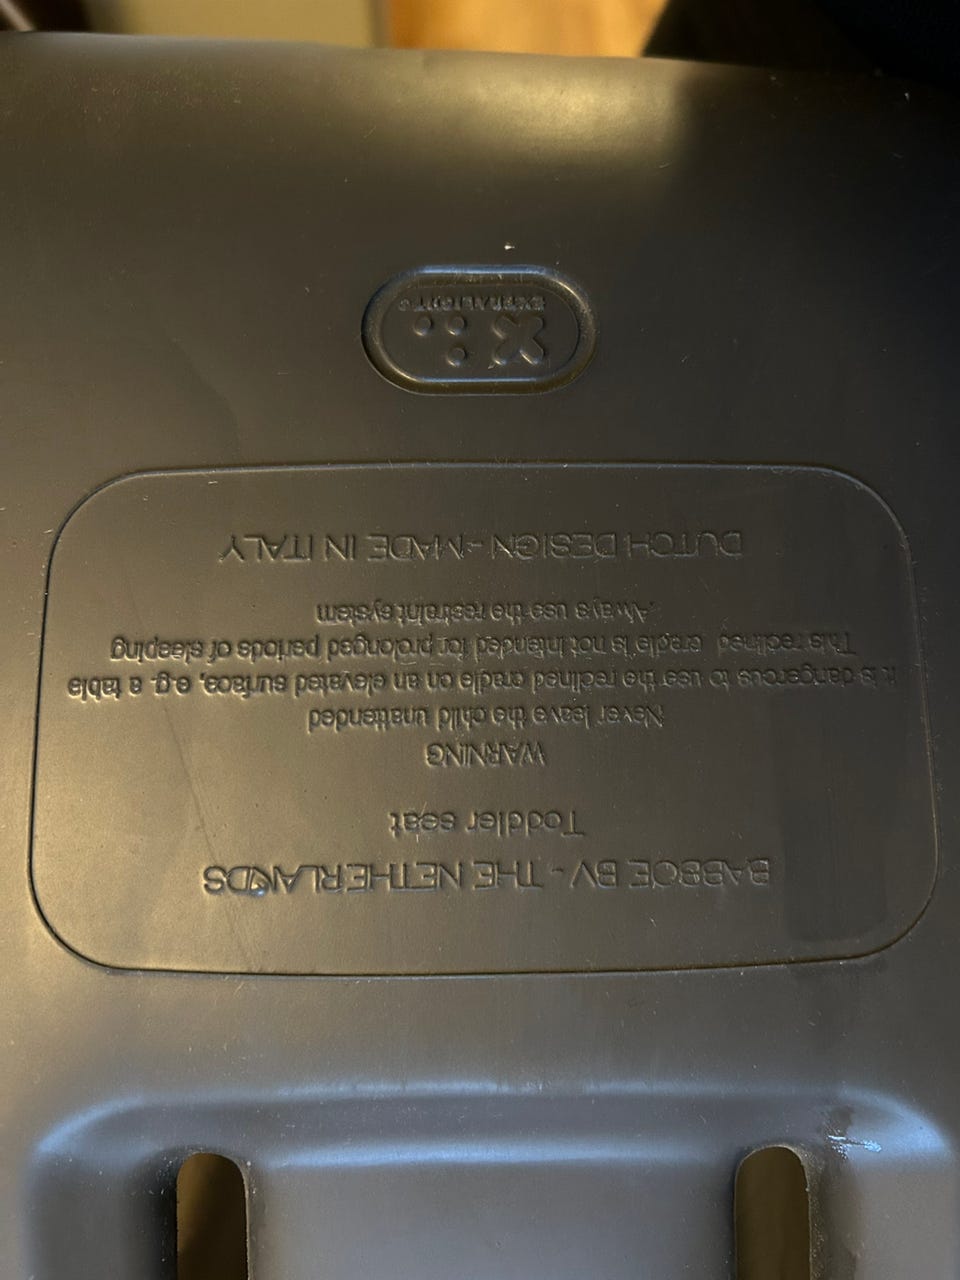 BABBOE BV - THE NETHERLANDS
Toddler seat
WARNING
Never leave the child unattended
It is dangerous to use the reclined cradle on an elevated surface, e.g. a table
This reclined cradle is not intended for prolonged periods of sleeping
Always use the restraint system
DUTCH DESIGN - MADE IN ITALY
EXTRALIGHT®